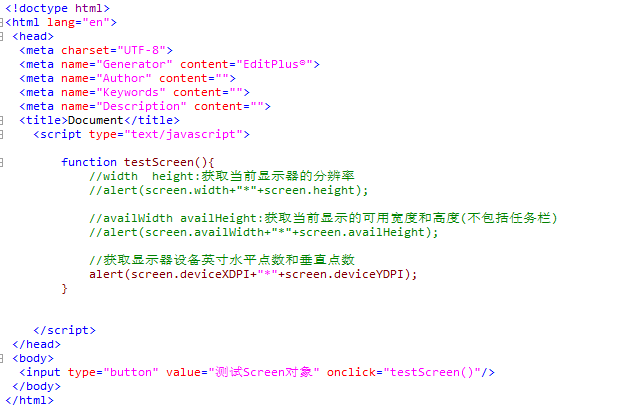 <!doctype html>
<html lang="en">
<head>
<meta charset="UTF-8">
<meta name="Generator" content="EditPlus®">
<meta name="Author" content="">
<meta name="Keywords" content="">
<meta name="Description" content="">
<title>Document</title>
<script type="text/javascript">
function testScreen(){
//width  height:获取当前显示器的分辨率
//alert(screen.width+"*"+screen.height);
//availWidth availHeight:获取当前显示的可用宽度和高度(不包括任务栏)
//alert(screen.availWidth+"*"+screen.availHeight);
//获取显示器设备英寸水平点数和垂直点数
alert(screen.deviceXDPI+"*"+screen.deviceYDPI);
}
</script>
</head>
<body>
<input type="button" value="测试Screen对象" onclick="testScreen()"/>
</body>
</html>